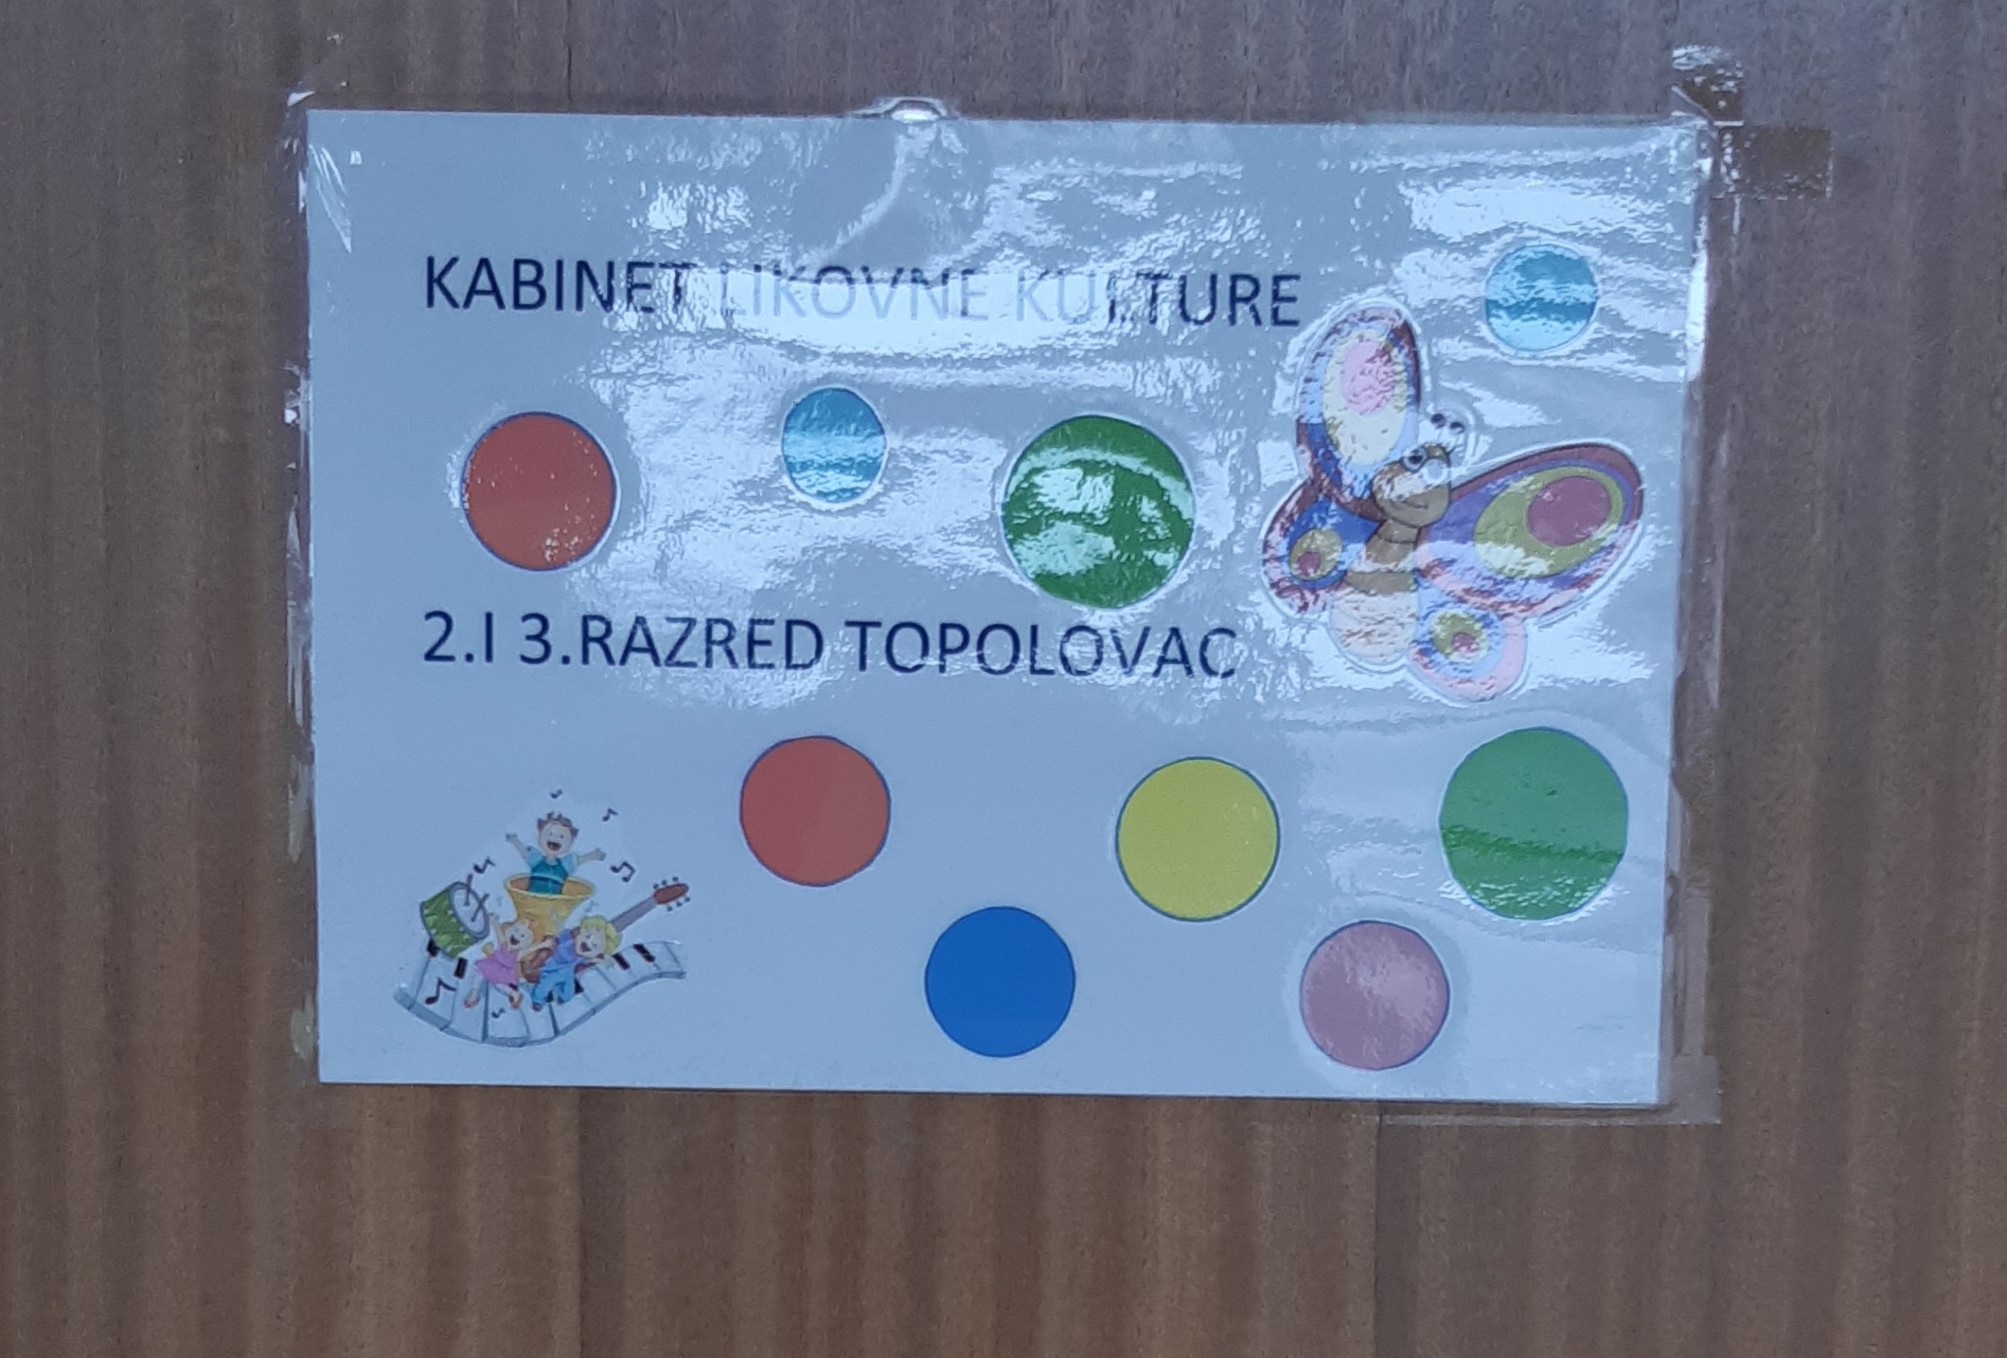 KABINET LIKOVNE KULTURE
2.I 3.RAZRED TOPOLOVAC